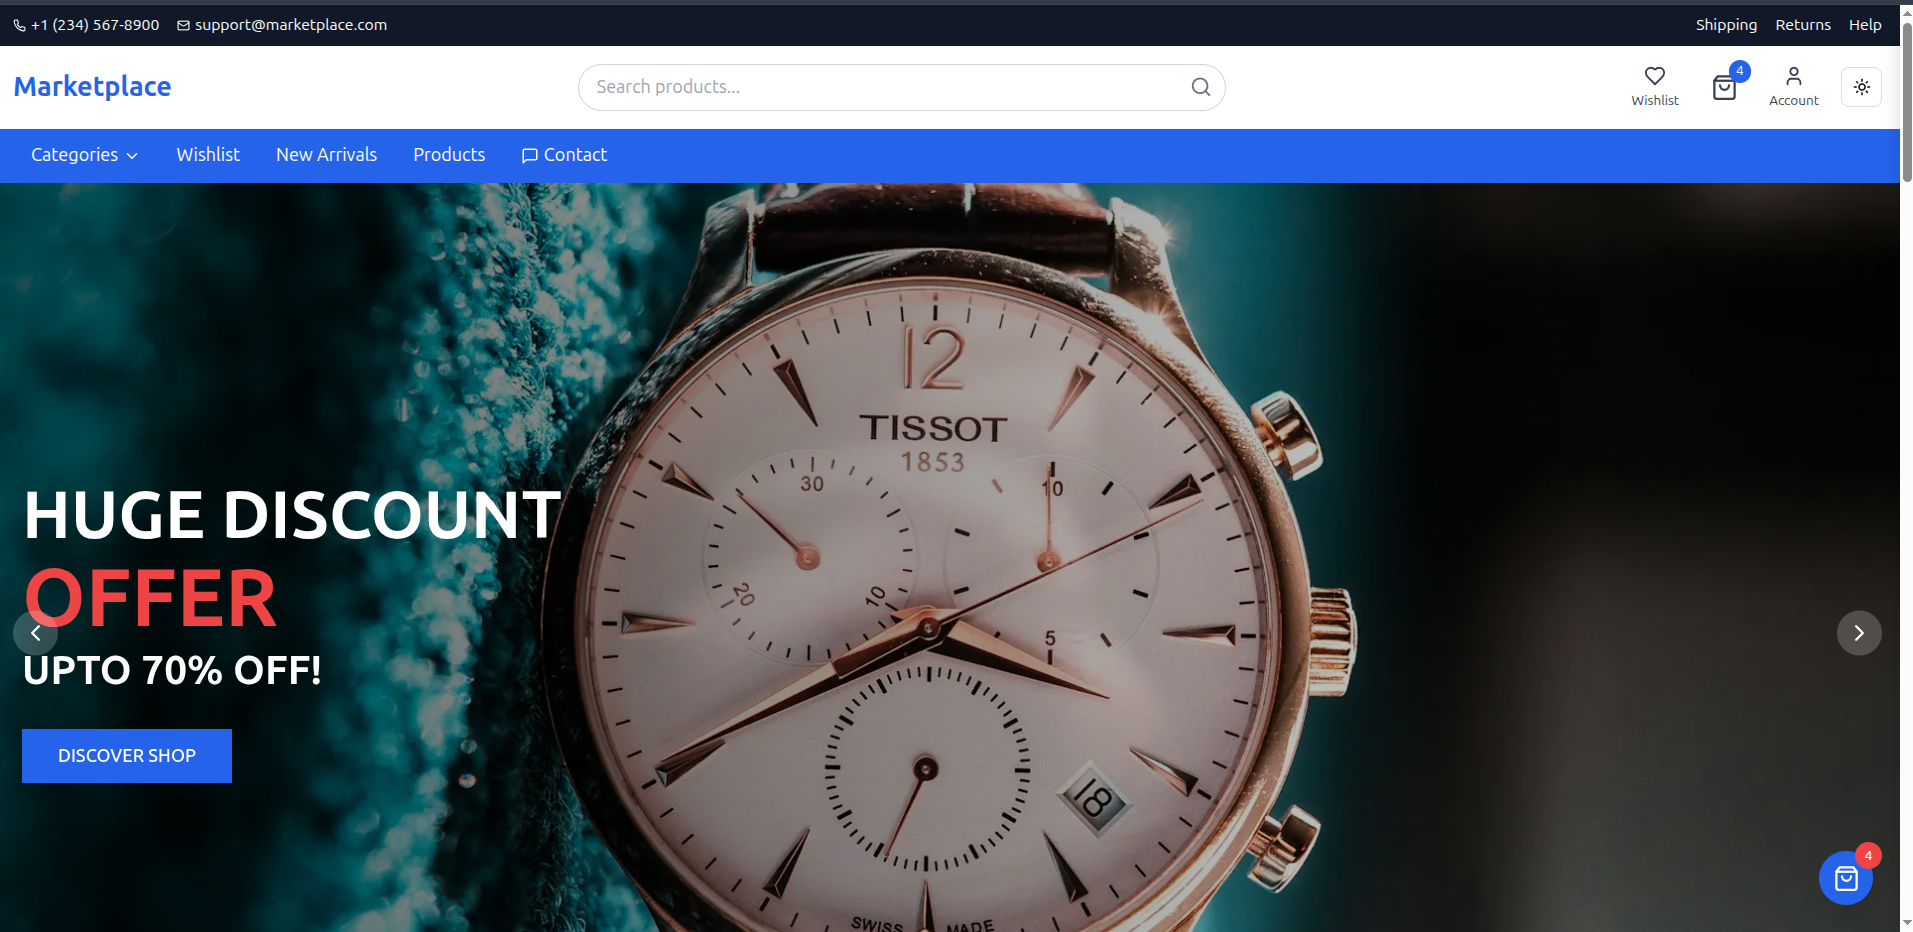 +1 (234) 567-8900 support@marketplace.com Shipping Returns Help
Marketplace
Search products...
Wishlist
4
Account
Categories Wishlist New Arrivals Products Contact
12
TISSOT
1853
30
10
20
10
5
18
SWISS MADE
HUGE DISCOUNT
OFFER
UPTO 70% OFF!
DISCOVER SHOP
4